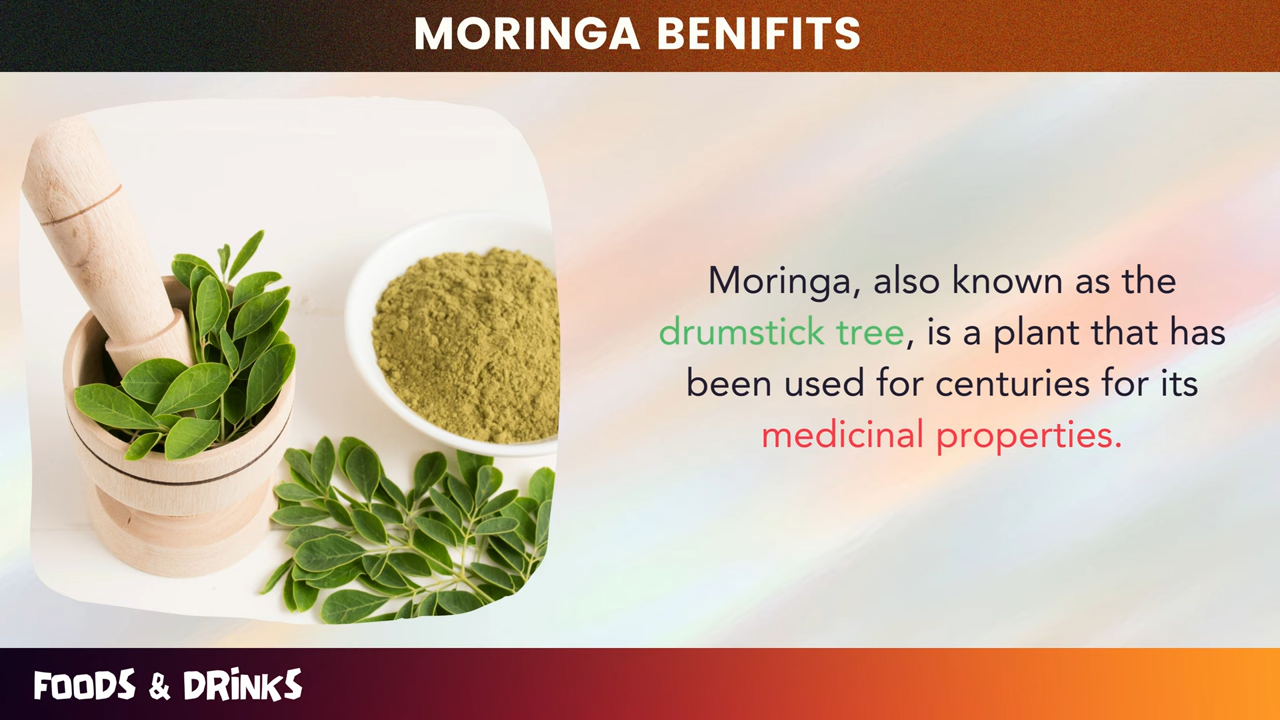 MORINGA BENIFITS
Moringa, also known as the
drumstick tree, is a plant that has
been used for centuries for its
medicinal properties.
FOODS & DRiNKS